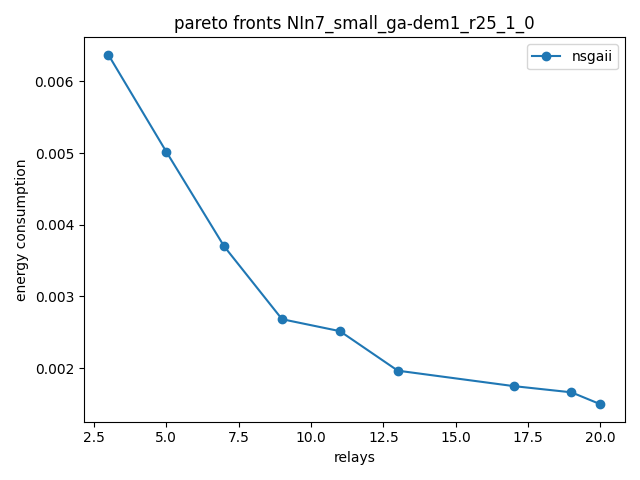 pareto fronts NIn7_small_ga-dem1_r25_1_0
nsgaii
energy consumption
0.006
0.005
0.004
0.003
0.002
2.5 5.0 7.5 10.0 12.5 15.0 17.5 20.0
relays